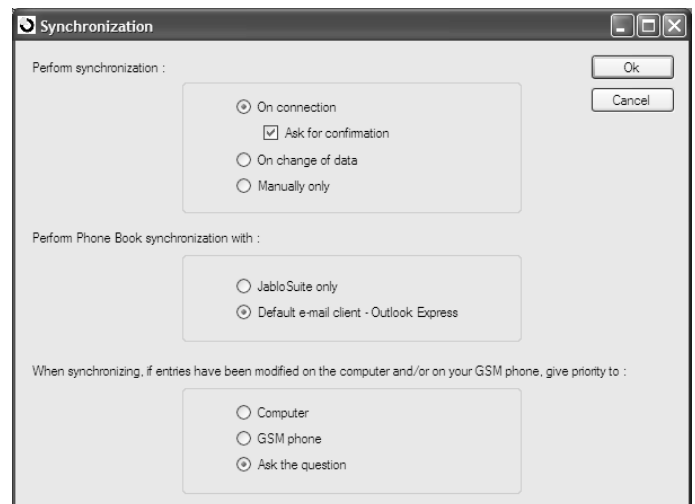 Synchronization
Perform synchronization :
Ok
Cancel
On connection
Ask for confirmation
On change of data
Manually only
Perform Phone Book synchronization with :
JabloSuite only
Default e-mail client - Outlook Express
When synchronizing, if entries have been modified on the computer and/or on your GSM phone, give priority to :
Computer
GSM phone
Ask the question